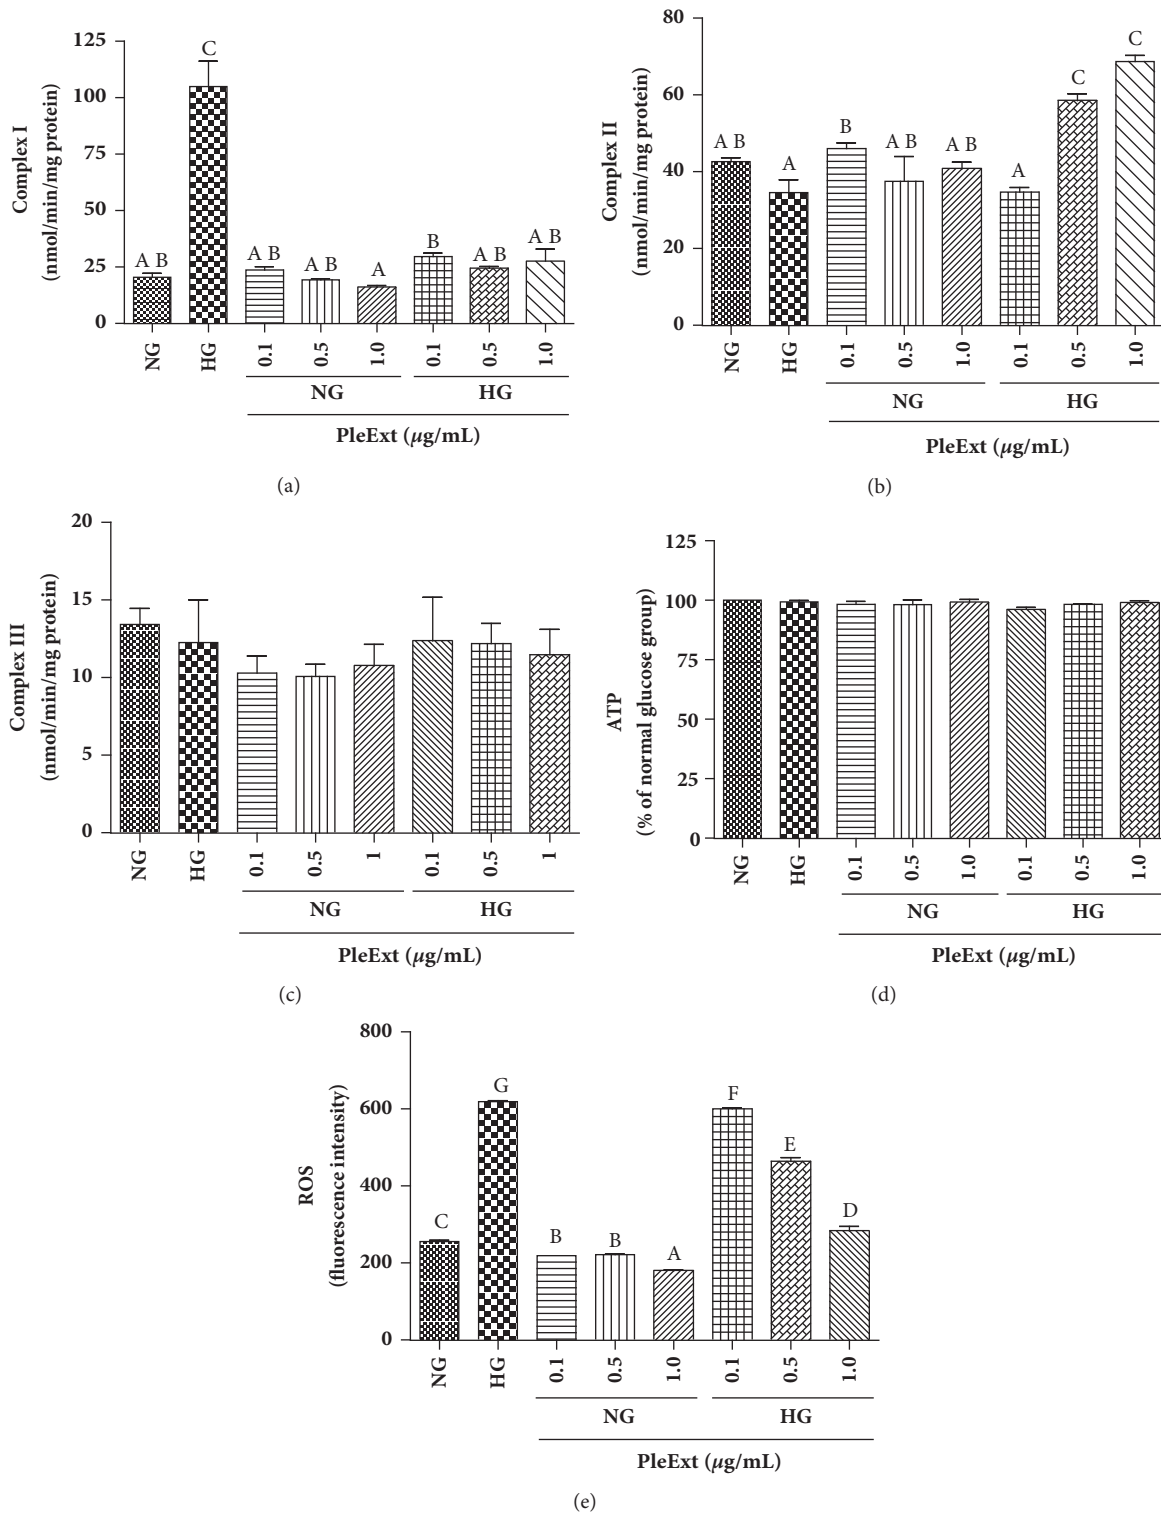 125
100
75
50
25
0
Complex I
(nmol/min/mg protein)
A B
C
A B
A B
A
B
A B
A B
NG
HG
0.1
0.5
1.0
0.1
0.5
1.0
NG
HG
PleExt (μg/mL)
(a)
80
60
40
20
0
Complex II
(nmol/min/mg protein)
A B
A
B
A B
A B
A
C
C
NG
HG
0.1
0.5
1.0
0.1
0.5
1.0
NG
HG
PleExt (μg/mL)
(b)
20
15
10
5
0
Complex III
(nmol/min/mg protein)
NG
HG
0.1
0.5
1
0.1
0.5
1
NG
HG
PleExt (μg/mL)
(c)
125
100
75
50
25
0
ATP
(% of normal glucose group)
NG
HG
0.1
0.5
1.0
0.1
0.5
1.0
NG
HG
PleExt (μg/mL)
(d)
800
600
400
200
0
ROS
(fluorescence intensity)
C
G
B
B
A
F
E
D
NG
HG
0.1
0.5
1.0
0.1
0.5
1.0
NG
HG
PleExt (μg/mL)
(e)